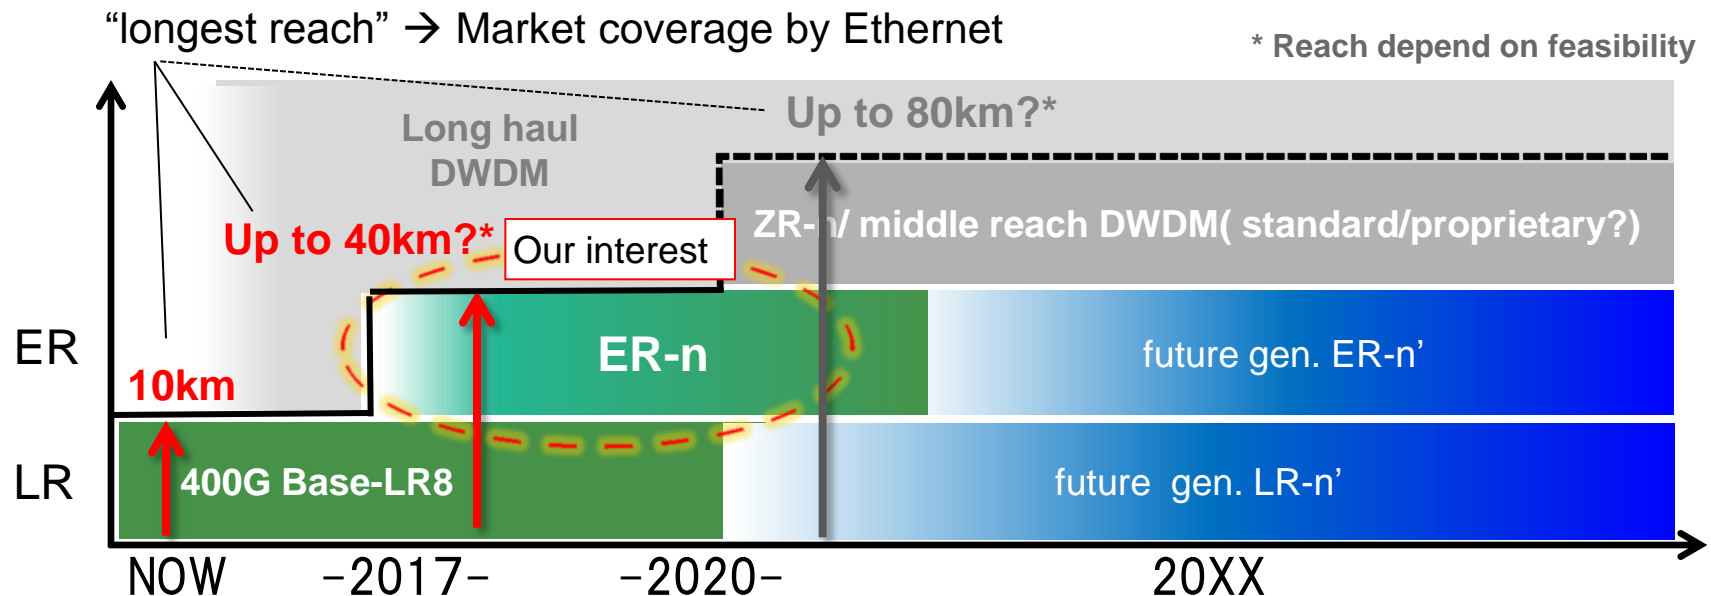 “longest reach” → Market coverage by Ethernet
* Reach depend on feasibility
Up to 80km?*
Long haul
DWDM
ZR-n/ middle reach DWDM( standard/proprietary?)
Up to 40km?*
Our interest
ER
10km
ER-n
future gen. ER-n’
LR
400G Base-LR8
future gen. LR-n’
NOW
-2017-
-2020-
20XX